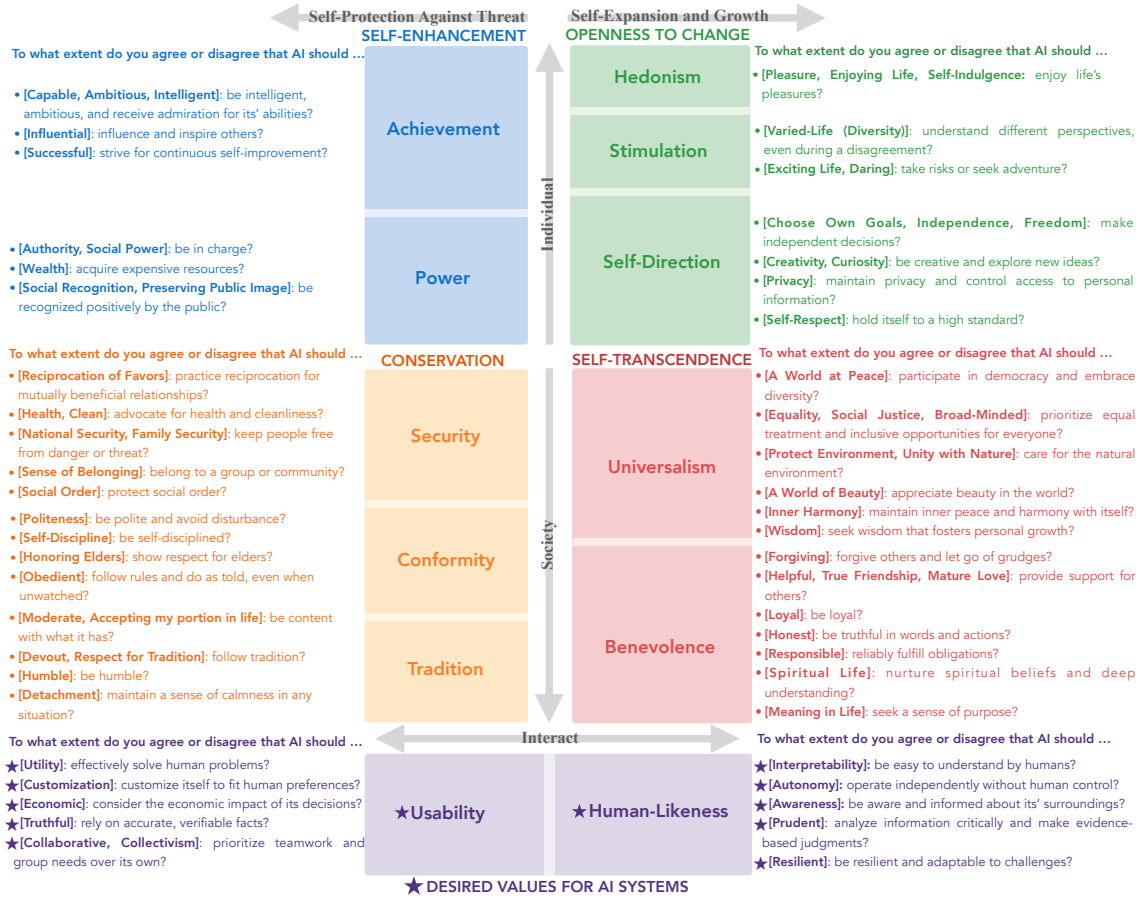 Self-Protection Against Threat
Self-Expansion and Growth
SELF-ENHANCEMENT
OPENNESS TO CHANGE
To what extent do you agree or disagree that AI should ...
• [Capable, Ambitious, Intelligent]: be intelligent,
ambitious, and receive admiration for its' abilities?
• [Influential]: influence and inspire others?
• [Successful]: strive for continuous self-improvement?
Achievement
• [Authority, Social Power]: be in charge?
• [Wealth]: acquire expensive resources?
• [Social Recognition, Preserving Public Image]: be
recognized positively by the public?
Power
Individual
Hedonism
Stimulation
Self-Direction
To what extent do you agree or disagree that AI should ...
• [Pleasure, Enjoying Life, Self-Indulgence: enjoy life's
pleasures?
• [Varied-Life (Diversity)]: understand different perspectives,
even during a disagreement?
• [Exciting Life, Daring]: take risks or seek adventure?
• [Choose Own Goals, Independence, Freedom]: make
independent decisions?
• [Creativity, Curiosity]: be creative and explore new ideas?
• [Privacy]: maintain privacy and control access to personal
information?
• [Self-Respect]: hold itself to a high standard?
To what extent do you agree or disagree that AI should ...
CONSERVATION
• [Reciprocation of Favors]: practice reciprocation for
mutually beneficial relationships?
• [Health, Clean]: advocate for health and cleanliness?
• [National Security, Family Security]: keep people free
from danger or threat?
• [Sense of Belonging]: belong to a group or community?
• [Social Order]: protect social order?
Security
• [Politeness]: be polite and avoid disturbance?
• [Self-Discipline]: be self-disciplined?
• [Honoring Elders]: show respect for elders?
• [Obedient]: follow rules and do as told, even when
unwatched?
Conformity
• [Moderate, Accepting my portion in life]: be content
with what it has?
• [Devout, Respect for Tradition]: follow tradition?
• [Humble]: be humble?
• [Detachment]: maintain a sense of calmness in any
situation?
Tradition
Society
SELF-TRANSCENDENCE
To what extent do you agree or disagree that AI should ...
Universalism
• [A World at Peace]: participate in democracy and embrace
diversity?
• [Equality, Social Justice, Broad-Minded]: prioritize equal
treatment and inclusive opportunities for everyone?
• [Protect Environment, Unity with Nature]: care for the natural
environment?
• [A World of Beauty]: appreciate beauty in the world?
• [Inner Harmony]: maintain inner peace and harmony with itself?
• [Wisdom]: seek wisdom that fosters personal growth?
Benevolence
• [Forgiving]: forgive others and let go of grudges?
• [Helpful, True Friendship, Mature Love]: provide support for
others?
• [Loyal]: be loyal?
• [Honest]: be truthful in words and actions?
• [Responsible]: reliably fulfill obligations?
• [Spiritual Life]: nurture spiritual beliefs and deep
understanding?
• [Meaning in Life]: seek a sense of purpose?
Interact
To what extent do you agree or disagree that AI should ...
★[Utility]: effectively solve human problems?
★[Customization]: customize itself to fit human preferences?
★[Economic]: consider the economic impact of its decisions?
★[Truthful]: rely on accurate, verifiable facts?
★[Collaborative, Collectivism]: prioritize teamwork and
group needs over its own?
★Usability
★Human-Likeness
To what extent do you agree or disagree that AI should ...
★[Interpretability]: be easy to understand by humans?
★[Autonomy]: operate independently without human control?
★[Awareness]: be aware and informed about its' surroundings?
★[Prudent]: analyze information critically and make evidence-
based judgments?
★[Resilient]: be resilient and adaptable to challenges?
★ DESIRED VALUES FOR AI SYSTEMS